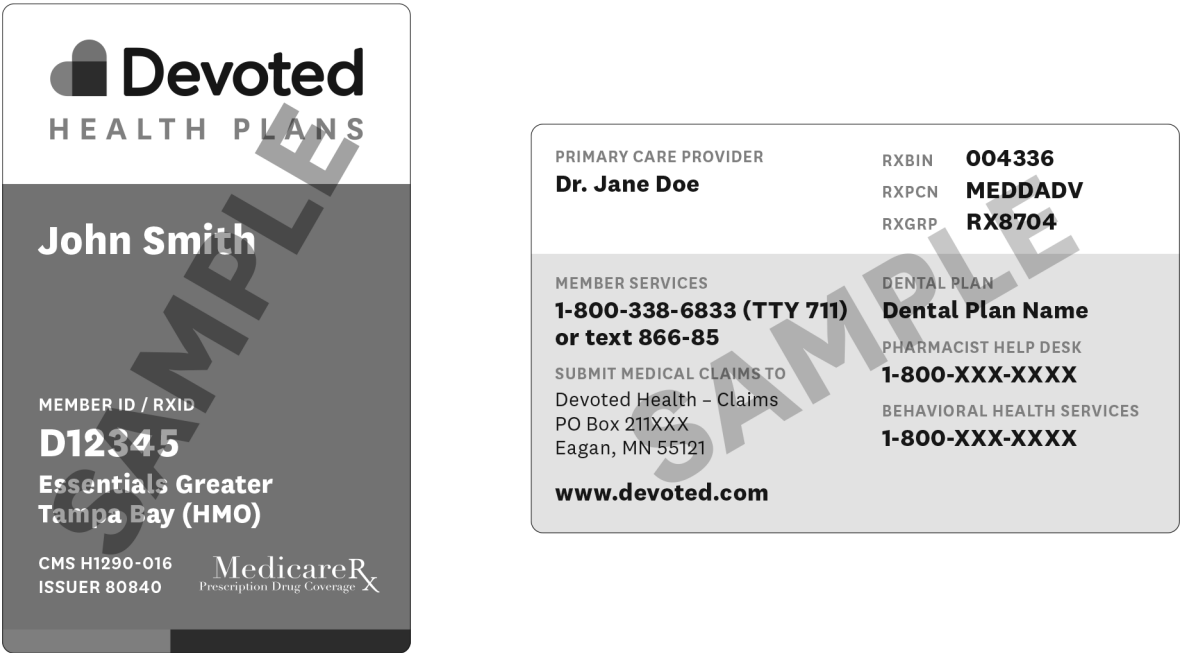 Devoted
HEALTH PLANS
John Smith
MEMBER ID / RXID
D12345
Essentials Greater
Tampa Bay (HMO)
CMS H1290-016
ISSUER 80840
MedicareRx
Prescription Drug Coverage
SAMPLE
PRIMARY CARE PROVIDER
Dr. Jane Doe
RXBIN 004336
RXPCN MEDDADV
RXGRP RX8704
MEMBER SERVICES
1-800-338-6833 (TTY 711)
or text 866-85
SUBMIT MEDICAL CLAIMS TO
Devoted Health – Claims
PO Box 211XXX
Eagan, MN 55121
www.devoted.com
DENTAL PLAN
Dental Plan Name
PHARMACIST HELP DESK
1-800-XXX-XXXX
BEHAVIORAL HEALTH SERVICES
1-800-XXX-XXXX
SAMPLE